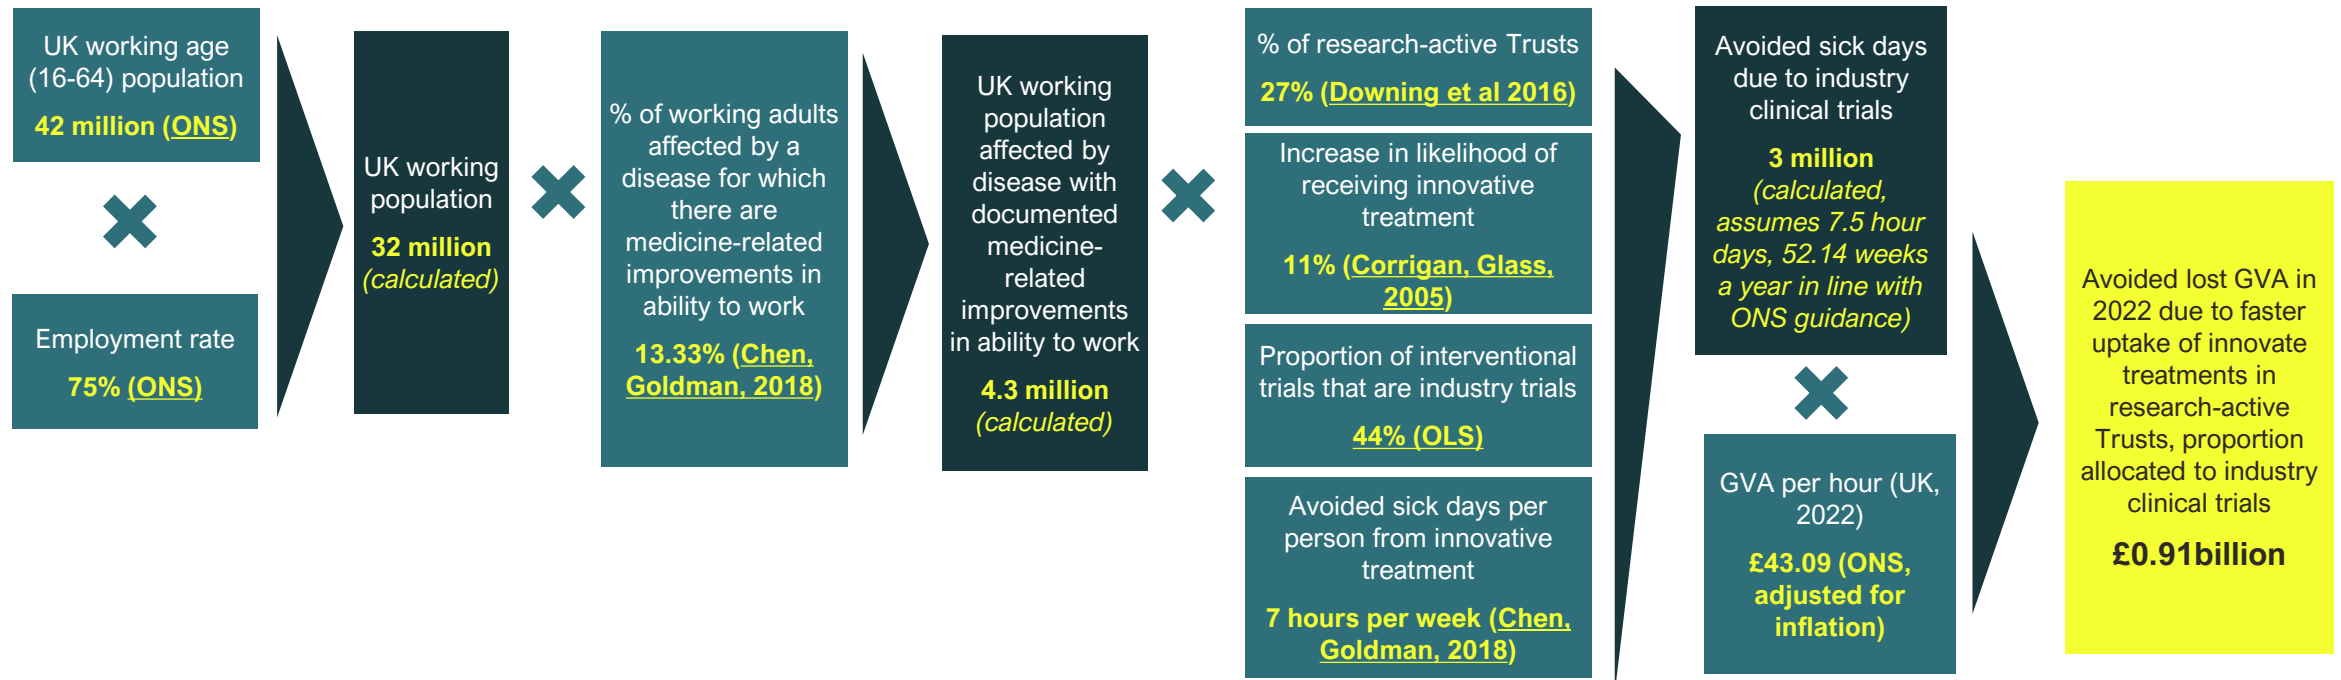 UK working age
(16-64) population
42 million (ONS)
Employment rate
75% (ONS)
UK working
population
32 million
(calculated)
% of working adults
affected by a
disease for which
there are
medicine-related
improvements in
ability to work
13.33% (Chen,
Goldman, 2018)
UK working
population
affected by
disease with
documented
medicine-
related
improvements
in ability to work
4.3 million
(calculated)
% of research-active Trusts
27% (Downing et al 2016)
Increase in likelihood of
receiving innovative
treatment
11% (Corrigan, Glass,
2005)
Proportion of interventional
trials that are industry trials
44% (OLS)
Avoided sick days per
person from innovative
treatment
7 hours per week (Chen,
Goldman, 2018)
Avoided sick days
due to industry
clinical trials
3 million
(calculated,
assumes 7.5 hour
days, 52.14 weeks
a year in line with
ONS guidance)
GVA per hour (UK,
2022)
£43.09 (ONS,
adjusted for
inflation)
Avoided lost GVA in
2022 due to faster
uptake of innovate
treatments in
research-active
Trusts, proportion
allocated to industry
clinical trials
£0.91billion